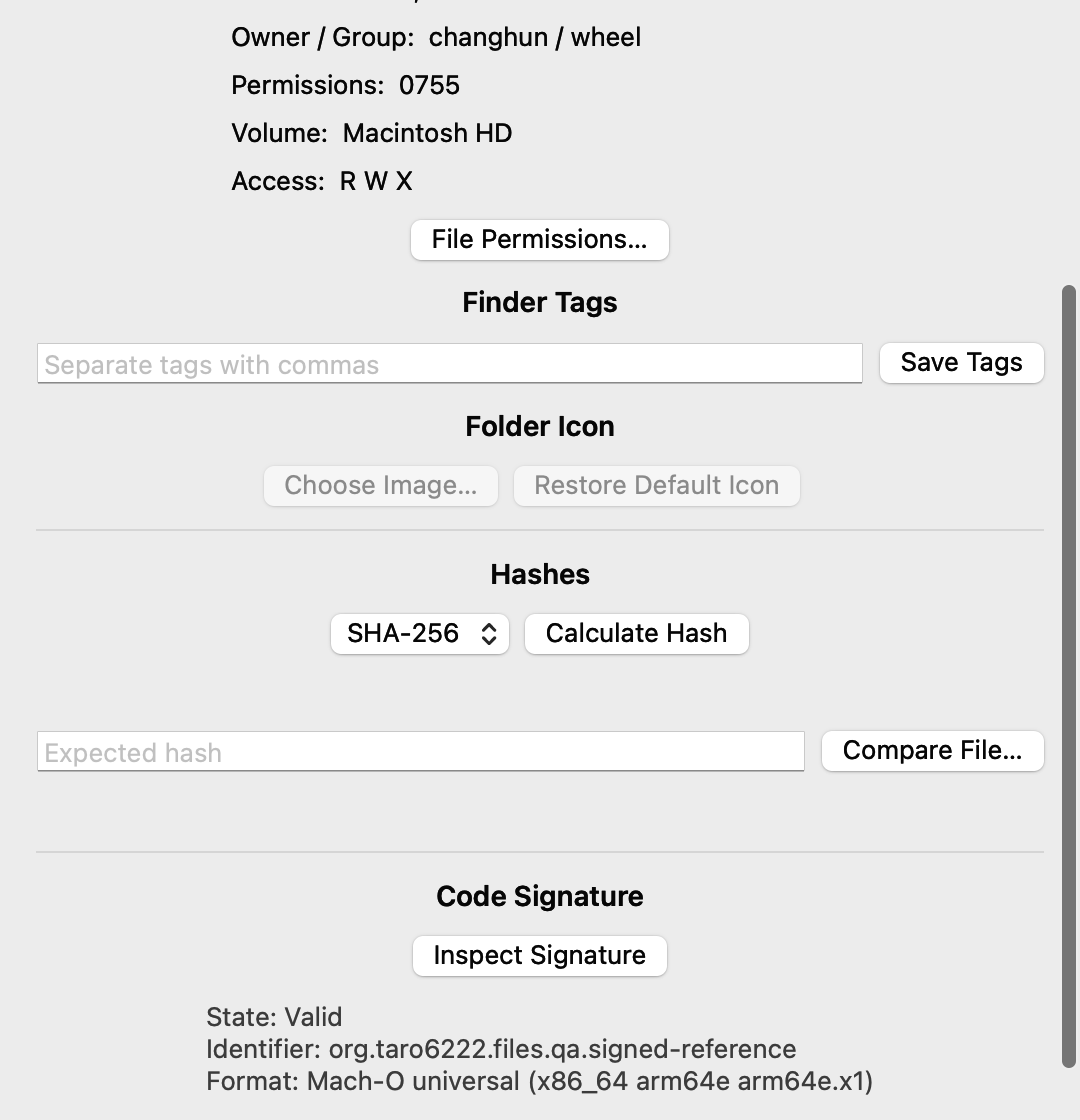 Owner / Group: changhun / wheel
Permissions: 0755
Volume: Macintosh HD
Access: R W X
File Permissions...
Finder Tags
Separate tags with commas
Save Tags
Folder Icon
Choose Image...
Restore Default Icon
Hashes
SHA-256
Calculate Hash
Expected hash
Compare File...
Code Signature
Inspect Signature
State: Valid
Identifier: org.taro6222.files.qa.signed-reference
Format: Mach-O universal (x86_64 arm64e arm64e.x1)